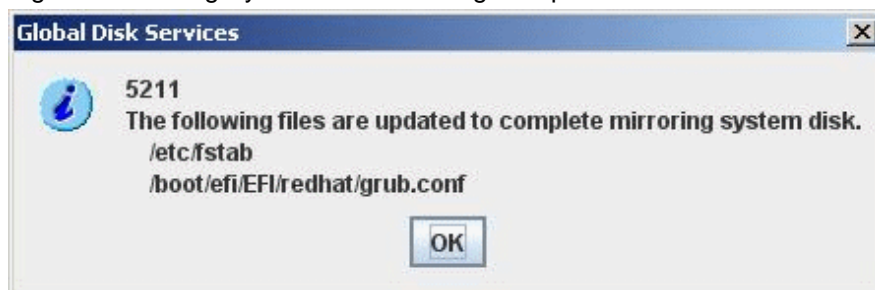 Global Disk Services
5211
The following files are updated to complete mirroring system disk.
/etc/fstab
/boot/efi/EFI/redhat/grub.conf
OK